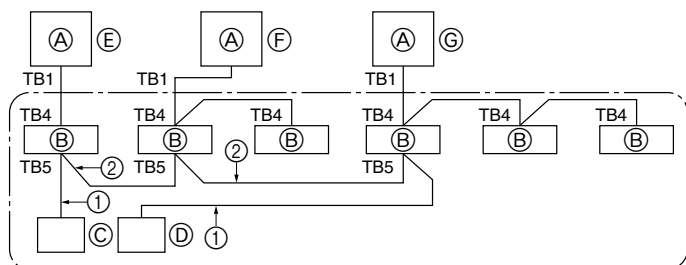 Ⓐ Ⓔ Ⓐ Ⓕ Ⓐ Ⓖ
TB1 TB1 TB1
TB4 TB4 TB4 TB4 TB4 TB4
Ⓑ Ⓑ Ⓑ Ⓑ Ⓑ Ⓑ
TB5 ② TB5 ② TB5
① Ⓒ Ⓓ ①